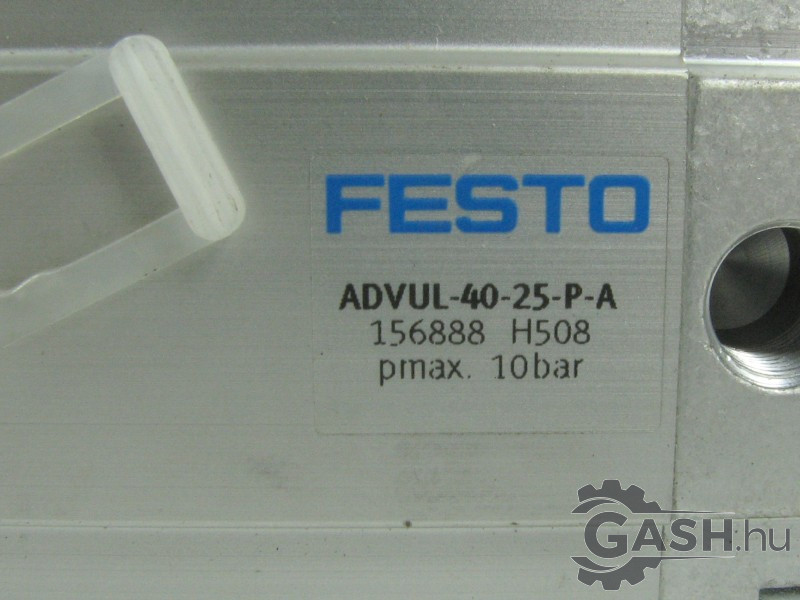 FESTO
ADVUL-40-25-P-A
156888 H508
pmax. 10bar
GASH.hu